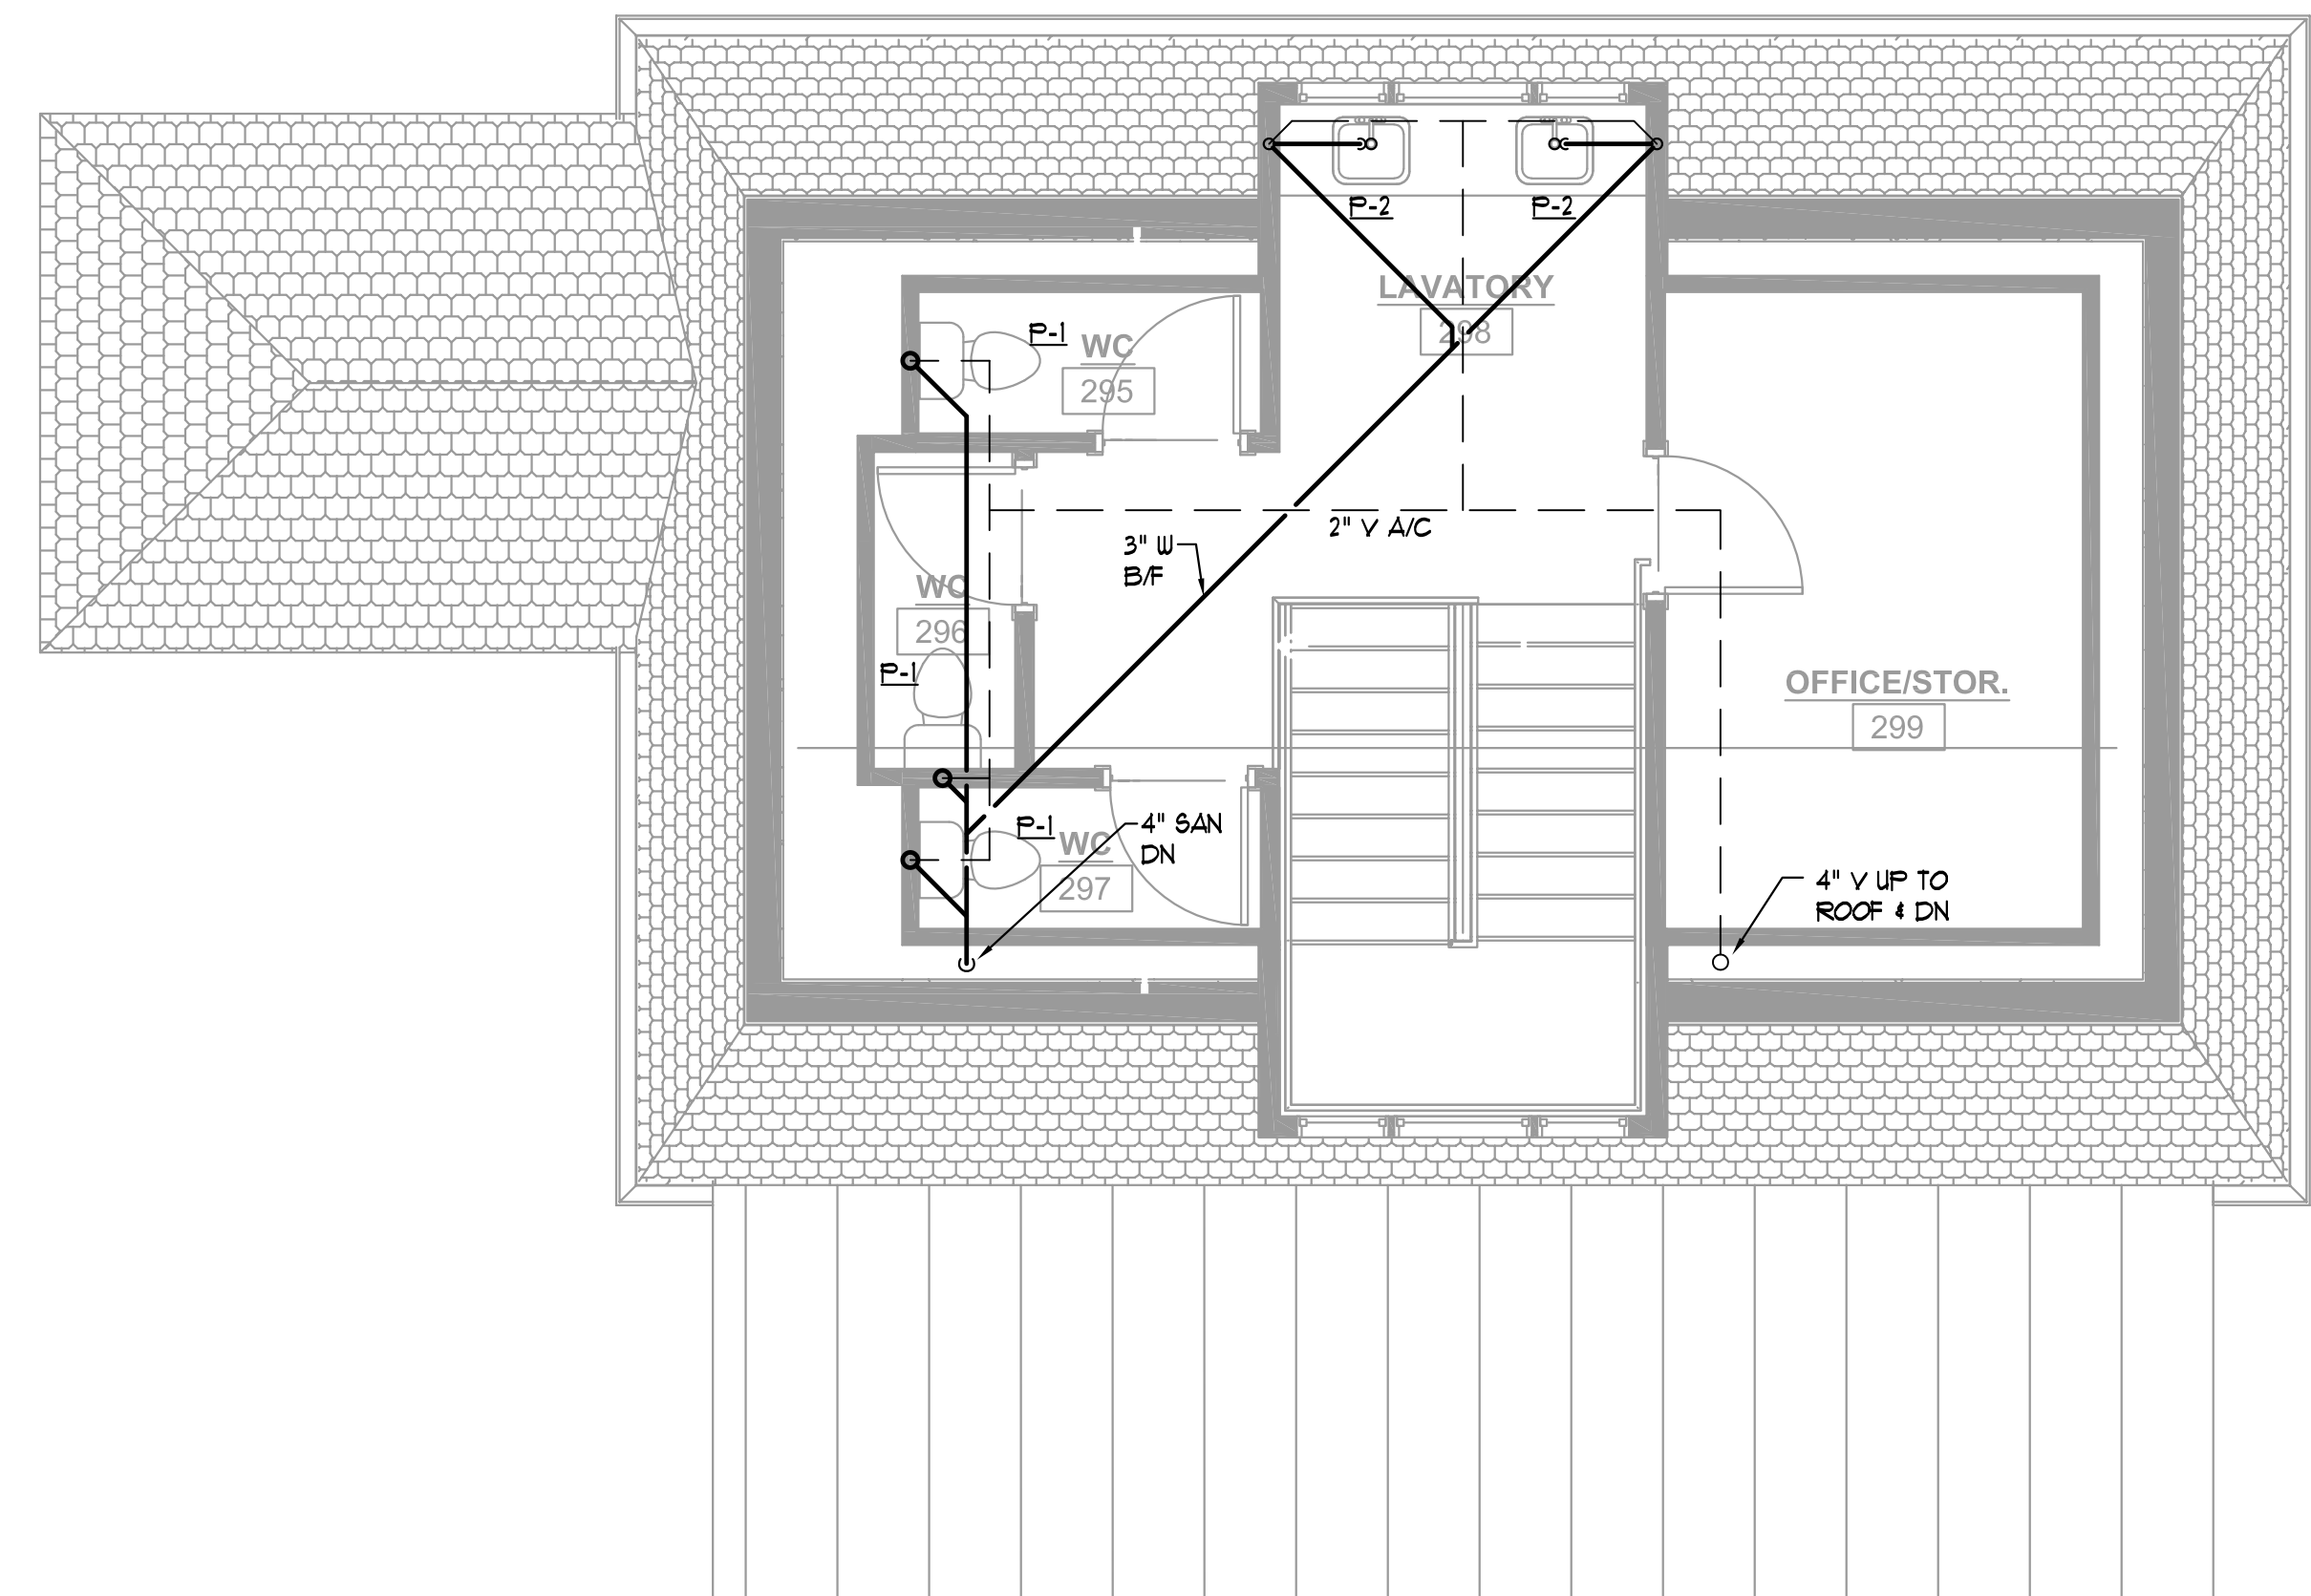 P-2
P-2
LAVATORY
298
P-1
WC
295
2" V A/C
3" W
B/F
WC
296
P-1
OFFICE/STOR.
299
P-1
WC
297
4" SAN
DN
4" V UP TO
ROOF & DN